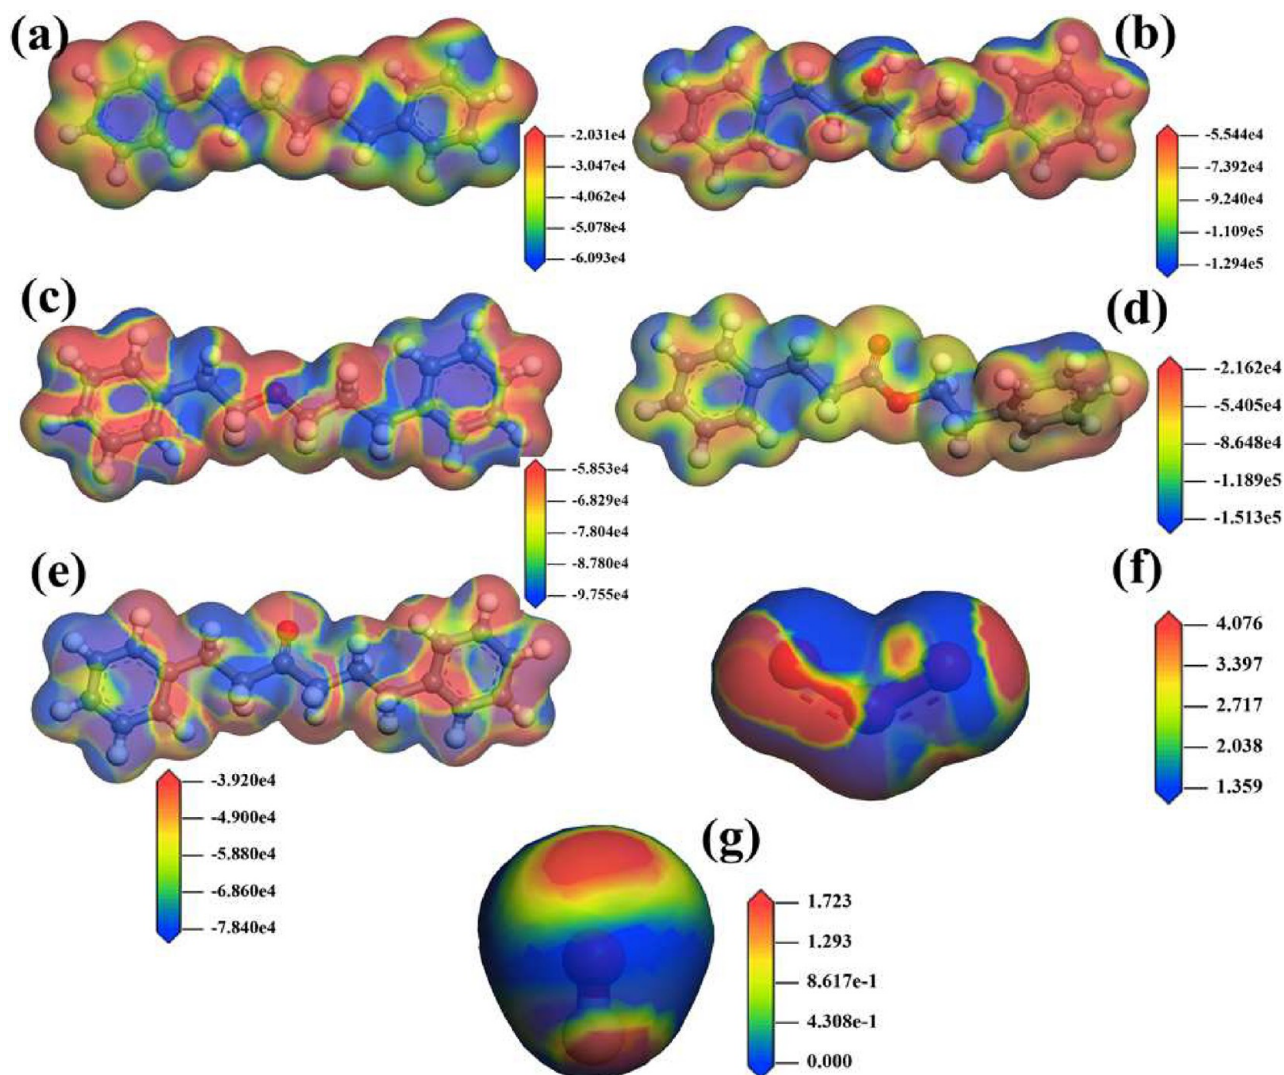 (a)
-2.031e4
-3.047e4
-4.062e4
-5.078e4
-6.093e4
(b)
-5.544e4
-7.392e4
-9.240e4
-1.109e5
-1.294e5
(c)
-5.853e4
-6.829e4
-7.804e4
-8.780e4
-9.755e4
(d)
-2.162e4
-5.405e4
-8.648e4
-1.189e5
-1.513e5
(e)
-3.920e4
-4.900e4
-5.880e4
-6.860e4
-7.840e4
(f)
4.076
3.397
2.717
2.038
1.359
(g)
1.723
1.293
8.617e-1
4.308e-1
0.000